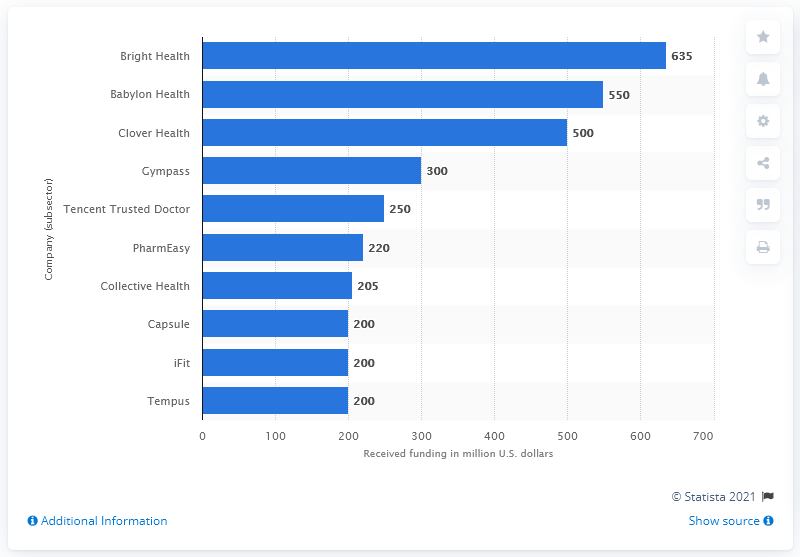 Bright Health 635
Babylon Health 550
Clover Health 500
Gympass 300
Tencent Trusted Doctor 250
PharmEasy 220
Collective Health 205
Capsule 200
iFit 200
Tempus 200
Company (subsector)
0 100 200 300 400 500 600 700
Received funding in million U.S. dollars
© Statista 2021
Additional Information
Show source